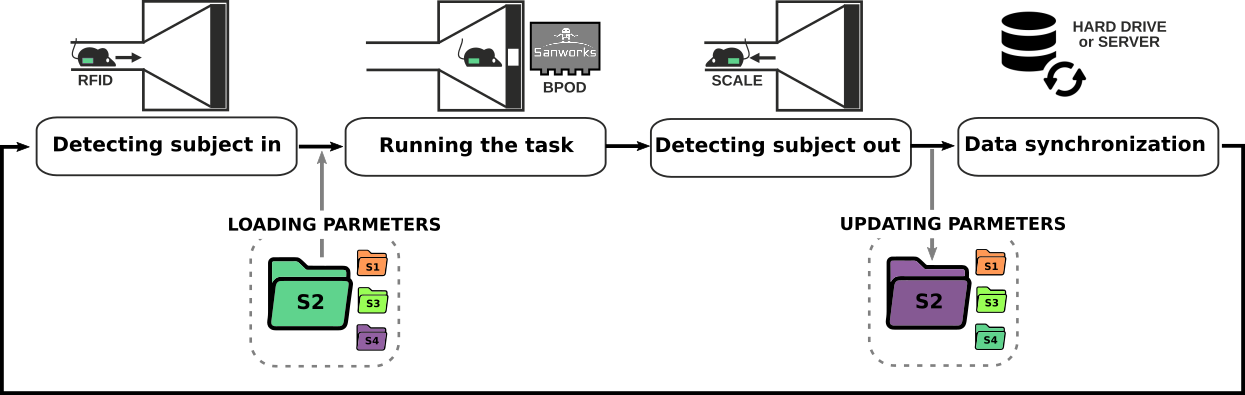 RFID
Sanworks
BPOD
SCALE
HARD DRIVE
or SERVER
Detecting subject in
Running the task
Detecting subject out
Data synchronization
LOADING PARMETERS
UPDATING PARMETERS
S2
S1
S3
S4
S2
S1
S3
S4